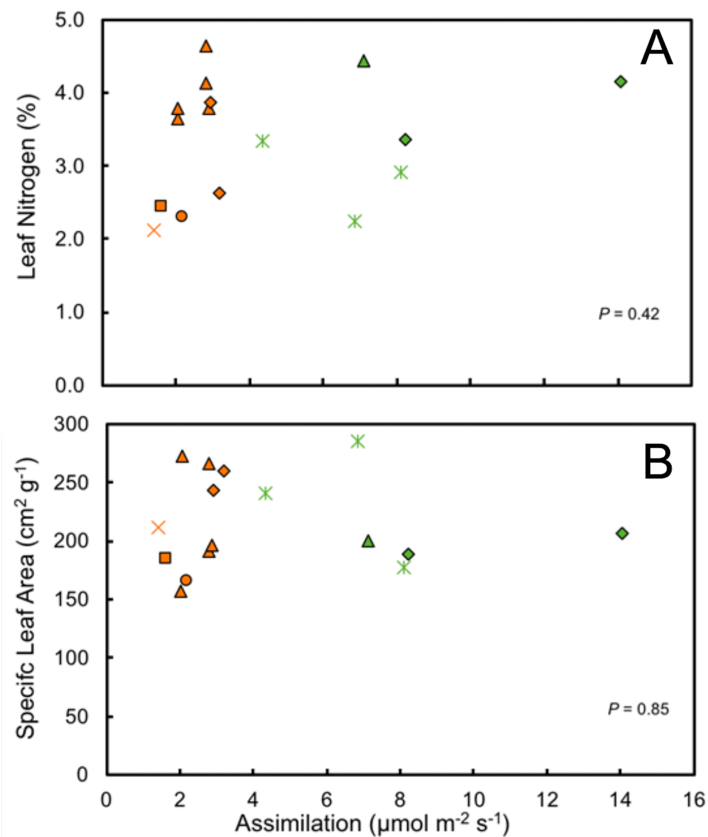 5.0
A
4.0
3.0
2.0
1.0
0.0
Leaf Nitrogen (%)
P = 0.42
300
B
250
200
150
100
50
0
Specifc Leaf Area (cm² g⁻¹)
P = 0.85
0 2 4 6 8 10 12 14 16
Assimilation (µmol m⁻² s⁻¹)